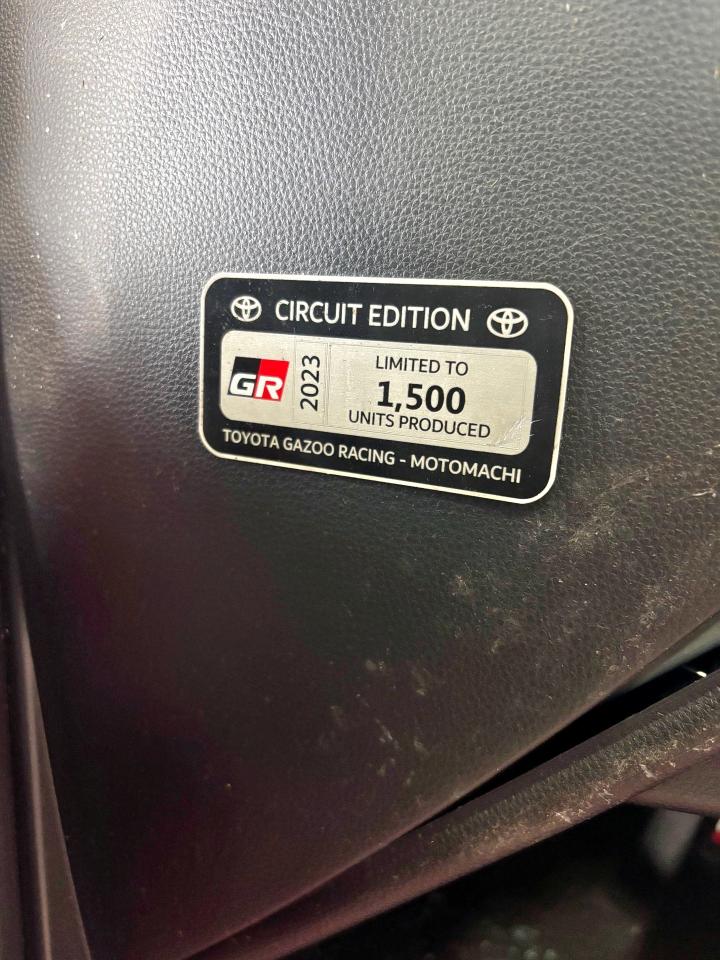 CIRCUIT EDITION
GR
2023
LIMITED TO
1,500
UNITS PRODUCED
TOYOTA GAZOO RACING - MOTOMACHI